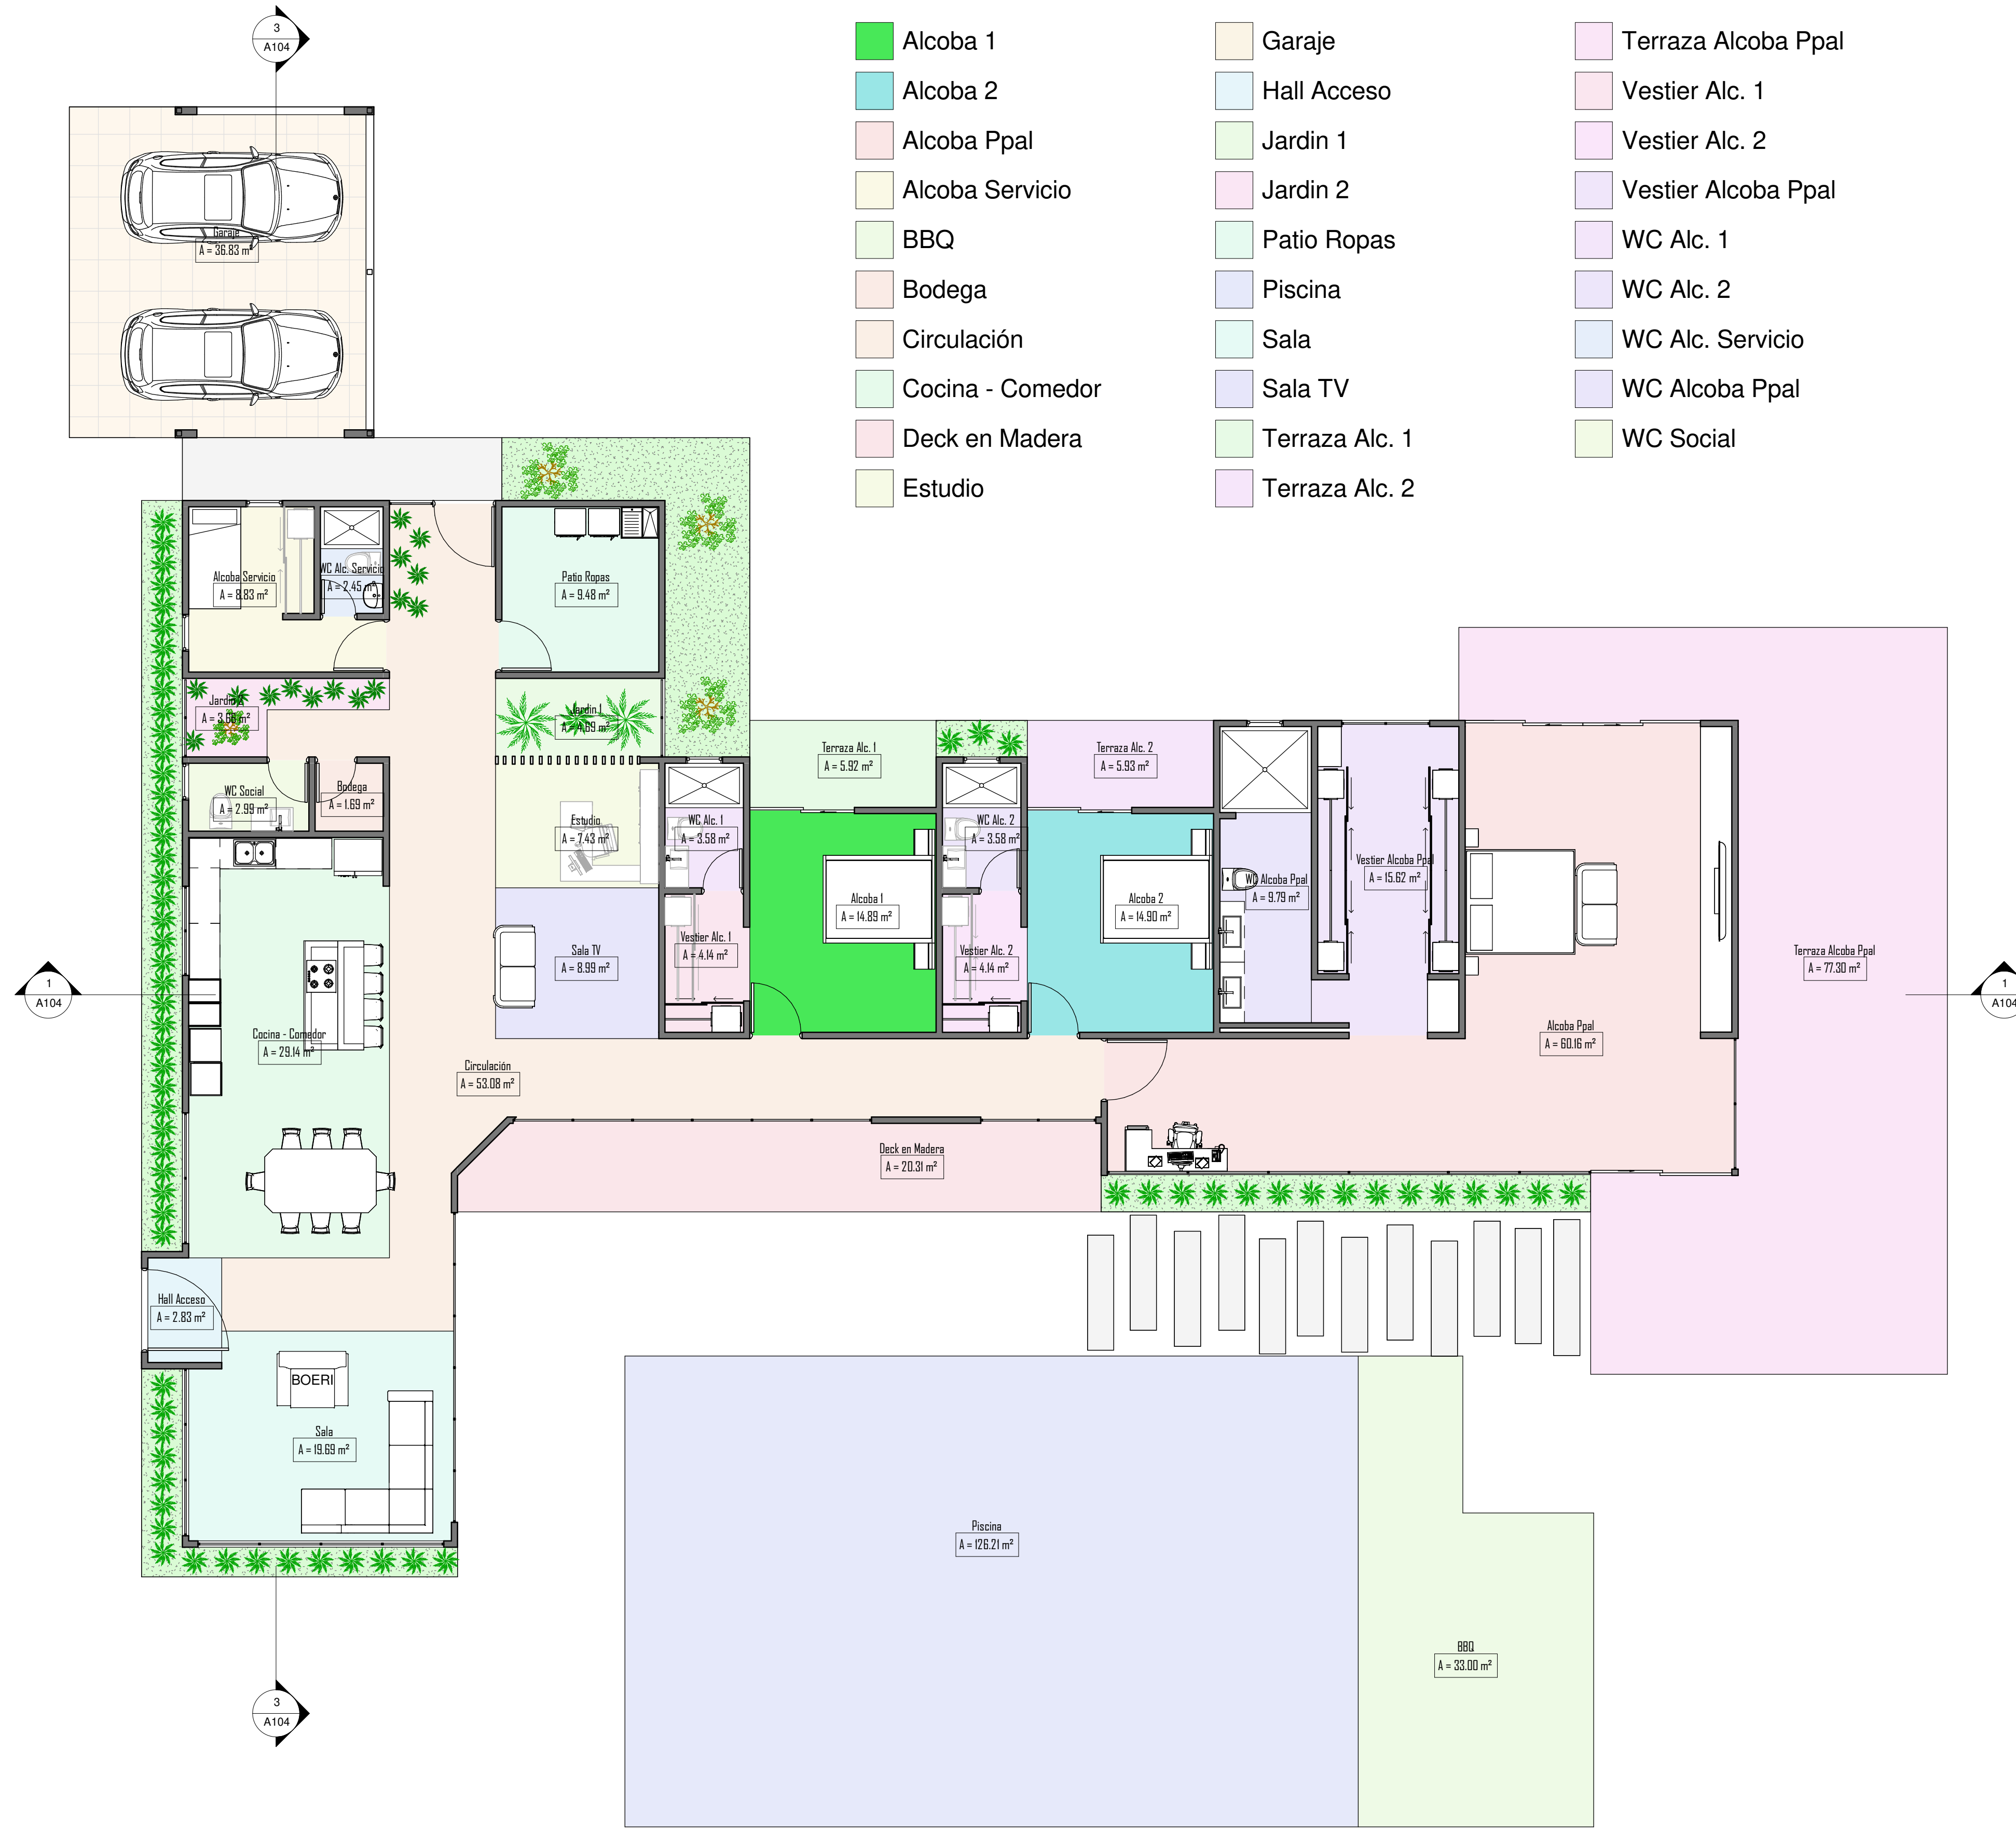 3
A104
Alcoba 1
Alcoba 2
Alcoba Ppal
Alcoba Servicio
BBQ
Bodega
Circulación
Cocina - Comedor
Deck en Madera
Estudio
Garaje
Hall Acceso
Jardin 1
Jardin 2
Patio Ropas
Piscina
Sala
Sala TV
Terraza Alc. 1
Terraza Alc. 2
Terraza Alcoba Ppal
Vestier Alc. 1
Vestier Alc. 2
Vestier Alcoba Ppal
WC Alc. 1
WC Alc. 2
WC Alc. Servicio
WC Alcoba Ppal
WC Social
Garaje
A = 36.83 m²
Alcoba Servicio
A = 8.83 m²
WC Alc. Servicio
A = 2.45 m²
Patio Ropas
A = 9.48 m²
Jardin 2
A = 3.66 m²
Jardin 1
A = 4.69 m²
WC Social
A = 2.99 m²
Bodega
A = 1.69 m²
Estudio
A = 7.43 m²
WC Alc. 1
A = 3.58 m²
Terraza Alc. 1
A = 5.92 m²
WC Alc. 2
A = 3.58 m²
Terraza Alc. 2
A = 5.93 m²
Alcoba 1
A = 14.89 m²
Alcoba 2
A = 14.90 m²
WC Alcoba Ppal
A = 9.79 m²
Vestier Alcoba Ppal
A = 15.62 m²
Sala TV
A = 8.99 m²
Vestier Alc. 1
A = 4.14 m²
Vestier Alc. 2
A = 4.14 m²
Terraza Alcoba Ppal
A = 77.30 m²
1
A104
1
A104
Cocina - Comedor
A = 29.14 m²
Alcoba Ppal
A = 60.16 m²
Circulación
A = 53.08 m²
Deck en Madera
A = 20.31 m²
Hall Acceso
A = 2.83 m²
BOERI
Sala
A = 19.69 m²
Piscina
A = 126.21 m²
BBQ
A = 33.00 m²
3
A104